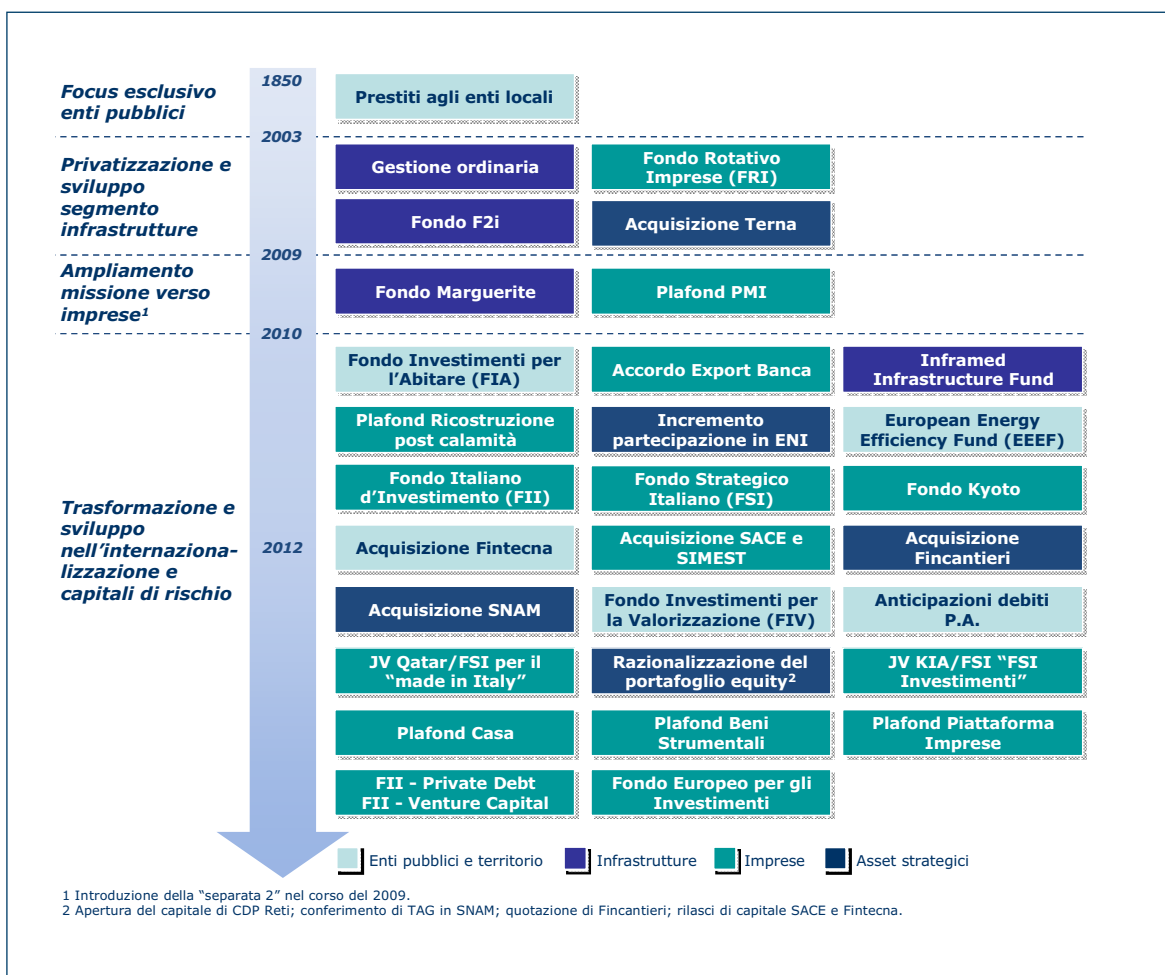 1850
Focus esclusivo
enti pubblici
Prestiti agli enti locali
2003
Privatizzazione e
sviluppo
segmento
infrastrutture
Gestione ordinaria
Fondo Rotativo
Imprese (FRI)
Fondo F2i
Acquisizione Terna
2009
Ampliamento
missione verso
imprese¹
Fondo Marguerite
Plafond PMI
2010
Trasformazione e
sviluppo
nell'internaziona-
lizzazione e
capitali di rischio
Fondo Investimenti per
l'Abitare (FIA)
Accordo Export Banca
Inframed
Infrastructure Fund
Plafond Ricostruzione
post calamità
Incremento
partecipazione in ENI
European Energy
Efficiency Fund (EEEF)
Fondo Italiano
d'Investimento (FII)
Fondo Strategico
Italiano (FSI)
Fondo Kyoto
2012
Acquisizione Fintecna
Acquisizione SACE e
SIMEST
Acquisizione
Fincantieri
Acquisizione SNAM
Fondo Investimenti per
la Valorizzazione (FIV)
Anticipazioni debiti
P.A.
JV Qatar/FSI per il
"made in Italy"
Razionalizzazione del
portafoglio equity²
JV KIA/FSI "FSI
Investimenti"
Plafond Casa
Plafond Beni
Strumentali
Plafond Piattaforma
Imprese
FII - Private Debt
FII - Venture Capital
Fondo Europeo per gli
Investimenti
Enti pubblici e territorio
Infrastrutture
Imprese
Asset strategici
1 Introduzione della "separata 2" nel corso del 2009.
2 Apertura del capitale di CDP Reti; conferimento di TAG in SNAM; quotazione di Fincantieri; rilasci di capitale SACE e Fintecna.